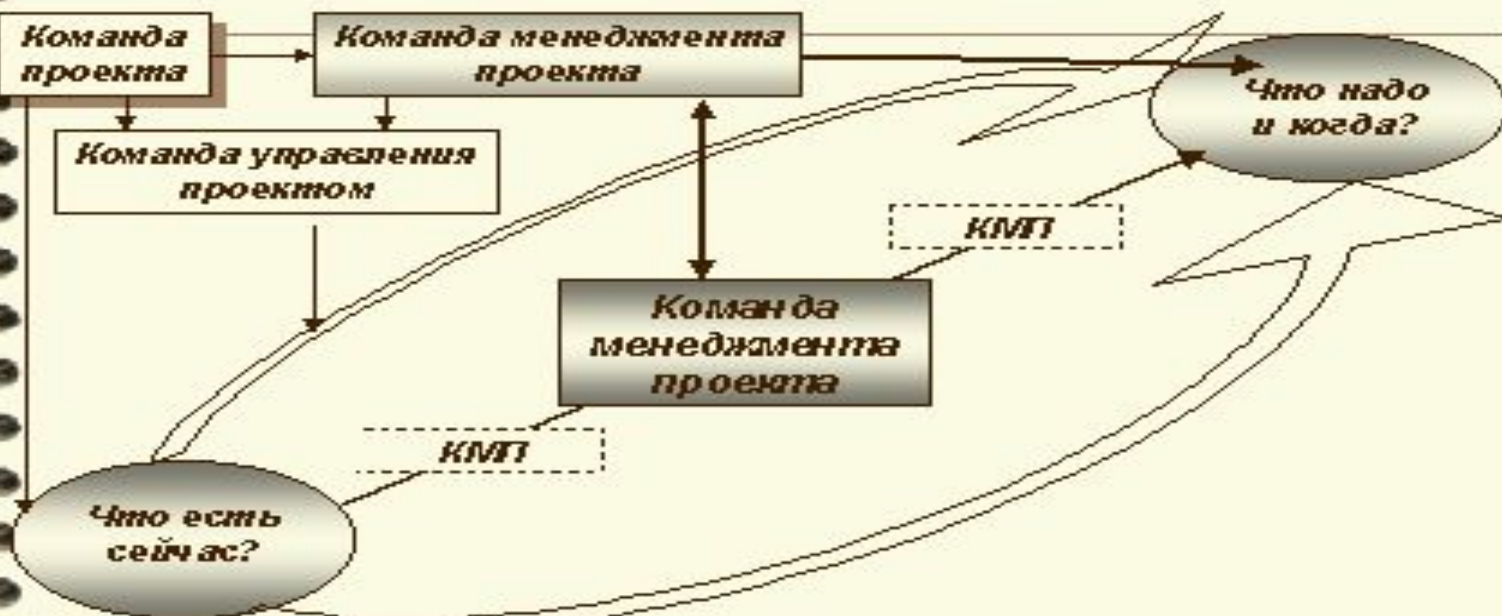 Команда
проекта
Команда менеджмента
проекта
Что надо
и когда?
Команда управления
проектом
КМП
Команда
менеджмента
проекта
КМП
Что есть
сейчас?